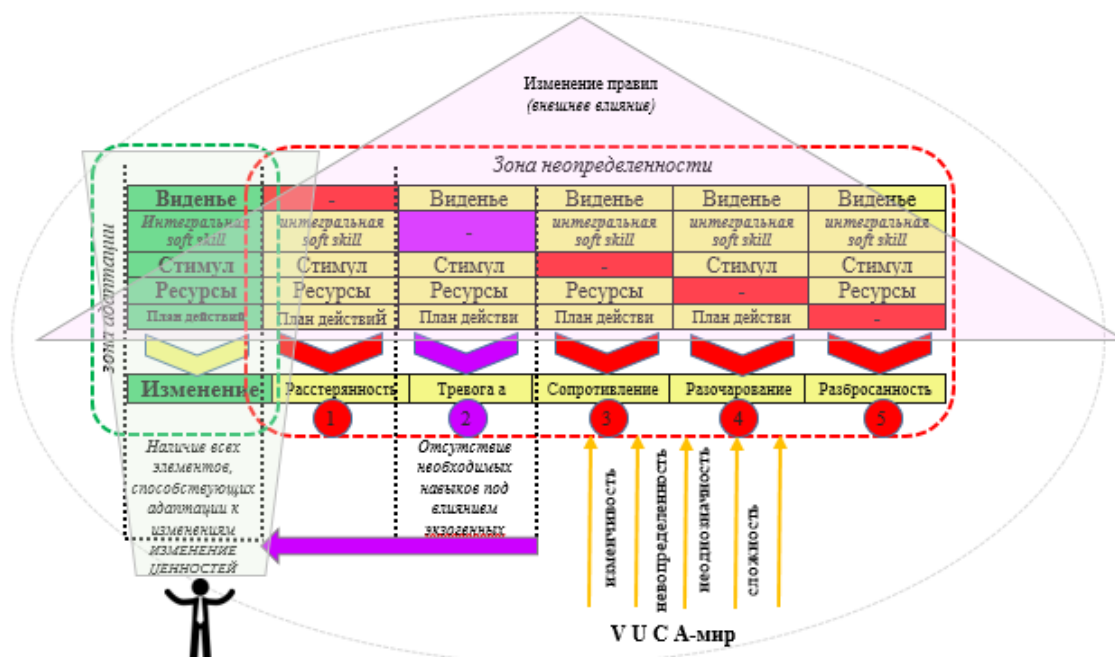 Изменение правил
(внешнее влияние)
Зона неопределенности
зона адаптации
Виденье - Виденье Виденье Виденье Виденье
Интегральная soft skill интегральная soft skill - интегральная soft skill интегральная soft skill интегральная soft skill
Стимул Стимул Стимул - Стимул Стимул
Ресурсы Ресурсы Ресурсы Ресурсы - Ресурсы
План действий План действий План действи План действи План действи -
Изменение Расстерянность Тревога а Сопротивление Разочарование Разбросанность
1 2 3 4 5
Наличие всех
элементов,
способствующих
адаптации к
изменениям
ИЗМЕНЕНИЕ
ЦЕННОСТЕЙ
Отсутствие
необходимых
навыков под
влиянием
экзогенных
изменчивость
невопределенность
неоднозначность
сложность
V U C A-мир